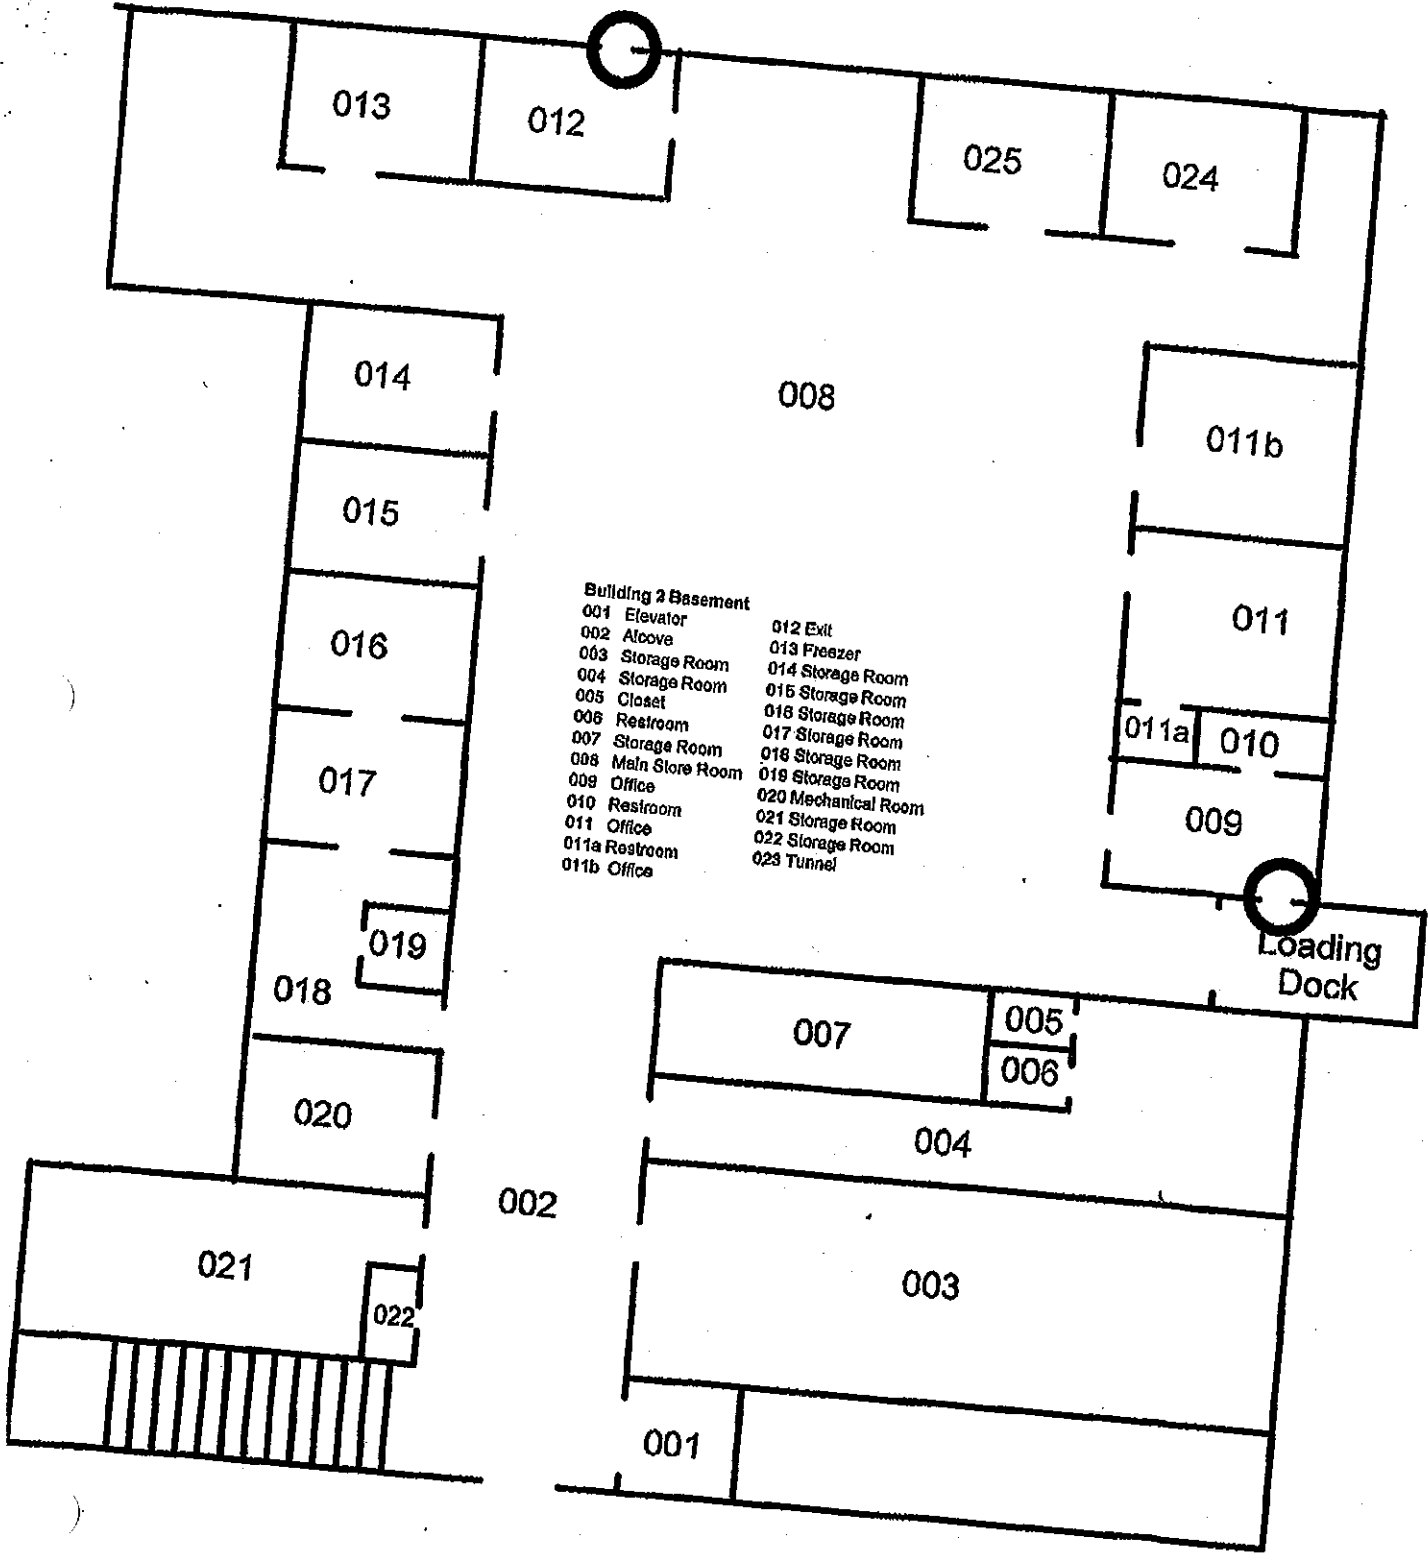 013
012
025
024
014
008
011b
015
011
016
Building 2 Basement
001 Elevator
002 Alcove
003 Storage Room
004 Storage Room
005 Closet
006 Restroom
007 Storage Room
008 Main Store Room
009 Office
010 Restroom
011 Office
011a Restroom
011b Office
012 Exit
013 Freezer
014 Storage Room
015 Storage Room
016 Storage Room
017 Storage Room
018 Storage Room
019 Storage Room
020 Mechanical Room
021 Storage Room
022 Storage Room
023 Tunnel
011a
010
017
009
019
018
Loading
Dock
007
005
006
020
004
002
021
022
003
001